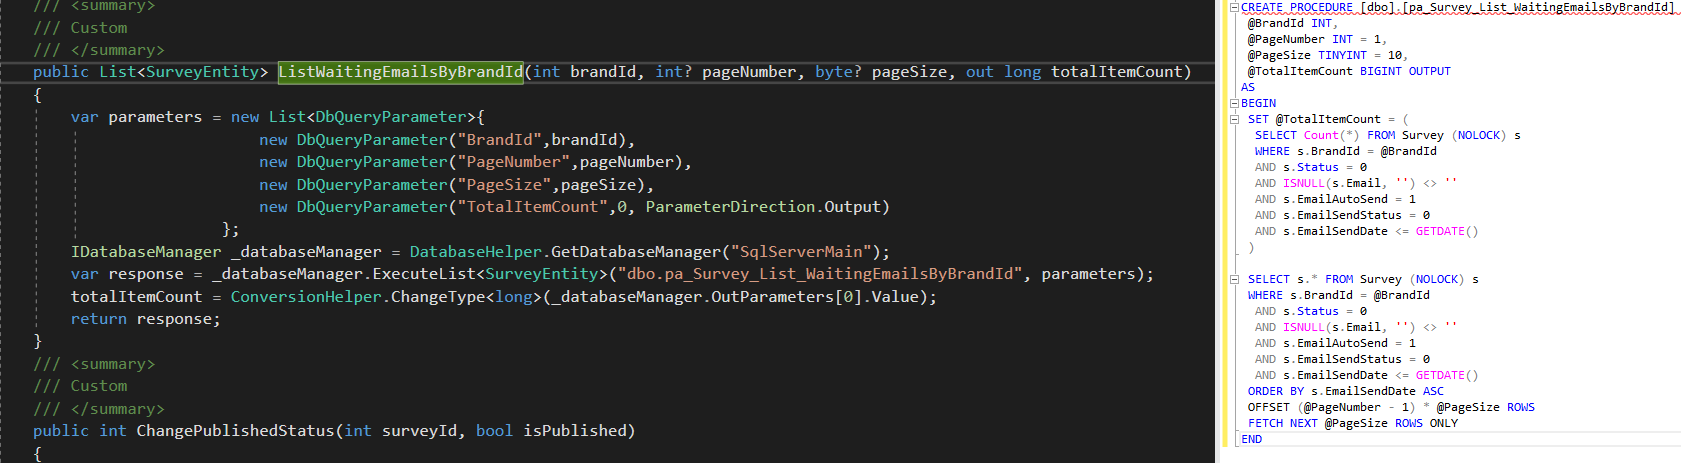 /// <summary>
/// Custom
/// </summary>
public List<SurveyEntity> ListWaitingEmailsByBrandId(int brandId, int? pageNumber, byte? pageSize, out long totalItemCount)
{
var parameters = new List<DbQueryParameter>{
new DbQueryParameter("BrandId",brandId),
new DbQueryParameter("PageNumber",pageNumber),
new DbQueryParameter("PageSize",pageSize),
new DbQueryParameter("TotalItemCount",0, ParameterDirection.Output)
};
IDatabaseManager _databaseManager = DatabaseHelper.GetDatabaseManager("SqlServerMain");
var response = _databaseManager.ExecuteList<SurveyEntity>("dbo.pa_Survey_List_WaitingEmailsByBrandId", parameters);
totalItemCount = ConversionHelper.ChangeType<long>(_databaseManager.OutParameters[0].Value);
return response;
}
/// <summary>
/// Custom
/// </summary>
public int ChangePublishedStatus(int surveyId, bool isPublished)
{
CREATE PROCEDURE [dbo].[pa_Survey_List_WaitingEmailsByBrandId]
@BrandId INT,
@PageNumber INT = 1,
@PageSize TINYINT = 10,
@TotalItemCount BIGINT OUTPUT
AS
BEGIN
SET @TotalItemCount = (
SELECT Count(*) FROM Survey (NOLOCK) s
WHERE s.BrandId = @BrandId
AND s.Status = 0
AND ISNULL(s.Email, '') <> ''
AND s.EmailAutoSend = 1
AND s.EmailSendStatus = 0
AND s.EmailSendDate <= GETDATE()
)
SELECT s.* FROM Survey (NOLOCK) s
WHERE s.BrandId = @BrandId
AND s.Status = 0
AND ISNULL(s.Email, '') <> ''
AND s.EmailAutoSend = 1
AND s.EmailSendStatus = 0
AND s.EmailSendDate <= GETDATE()
ORDER BY s.EmailSendDate ASC
OFFSET (@PageNumber - 1) * @PageSize ROWS
FETCH NEXT @PageSize ROWS ONLY
END